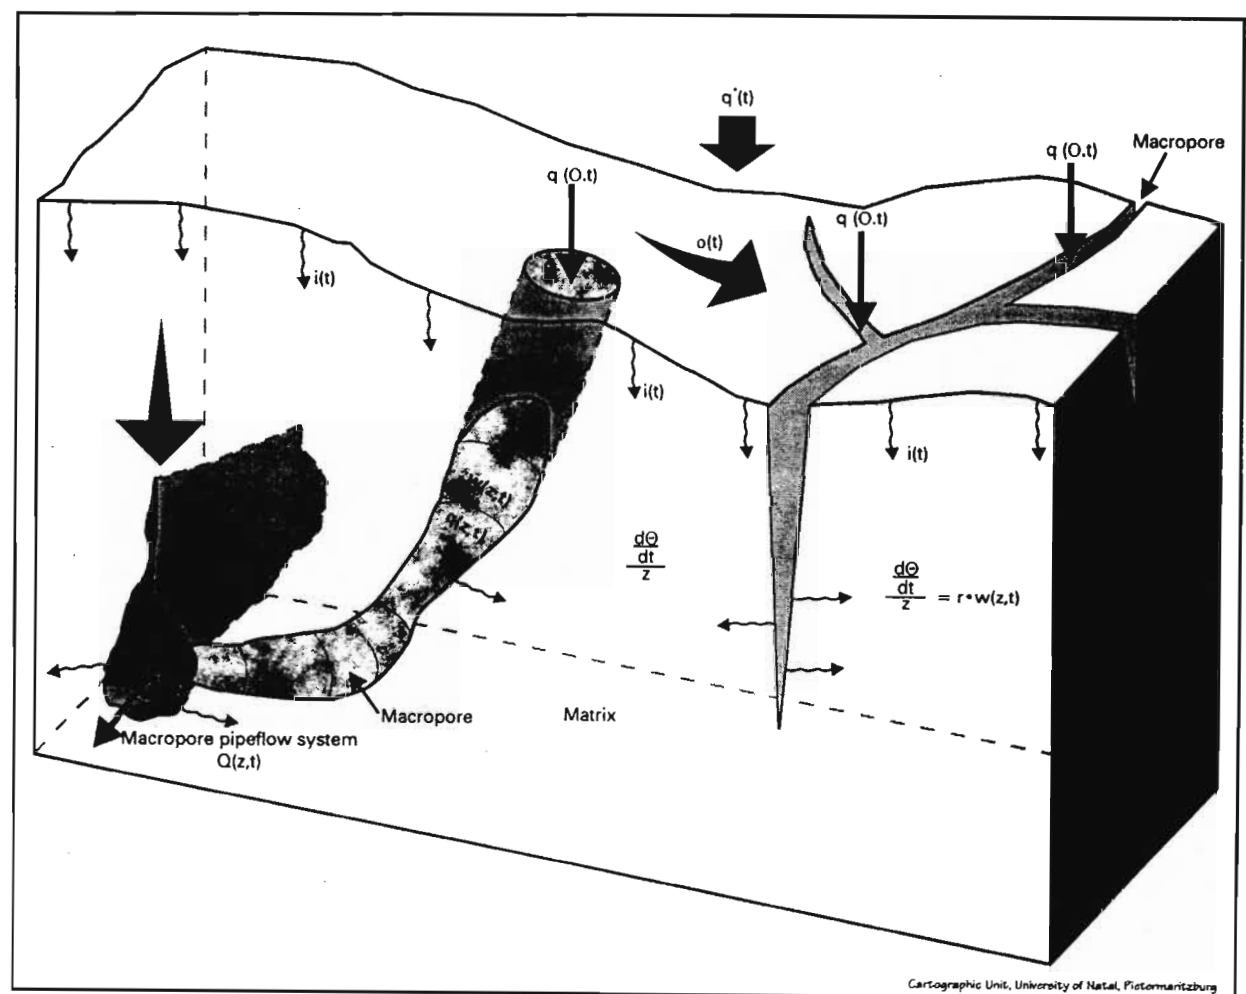 q*(t)
Macropore
q (O.t)
q (O.t)
q (O.t)
o(t)
i(t)
i(t)
i(t)
w(z,t)
q(z,t)
dΘ
dt
z
dΘ
dt
z
= r•w(z,t)
Macropore
Matrix
Macropore pipeflow system
Q(z,t)
Cartographic Unit, University of Natal, Pietermaritzburg